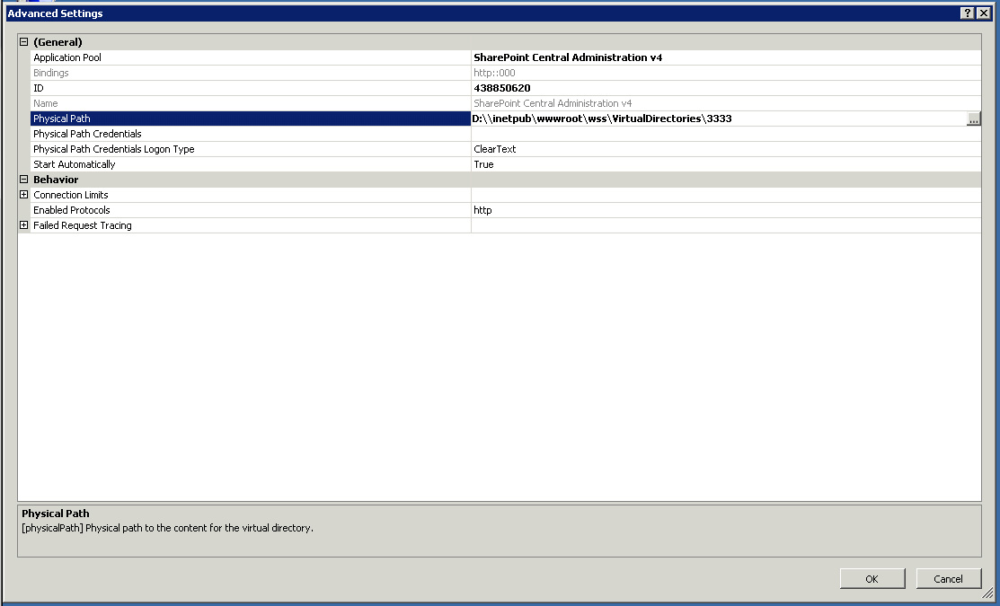 Advanced Settings
(General)
Application Pool SharePoint Central Administration v4
Bindings http::000
ID 438850620
Name SharePoint Central Administration v4
Physical Path D:\\inetpub\wwwroot\wss\VirtualDirectories\3333 ...
Physical Path Credentials
Physical Path Credentials Logon Type ClearText
Start Automatically True
Behavior
Connection Limits
Enabled Protocols http
Failed Request Tracing
Physical Path
[physicalPath] Physical path to the content for the virtual directory.
OK Cancel